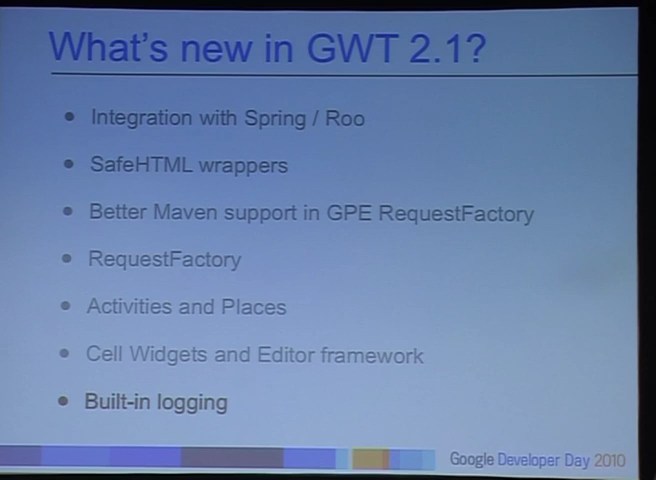 What's new in GWT 2.1?
• Integration with Spring / Roo
• SafeHTML wrappers
• Better Maven support in GPE RequestFactory
• RequestFactory
• Activities and Places
• Cell Widgets and Editor framework
• Built-in logging
Google Developer Day 2010